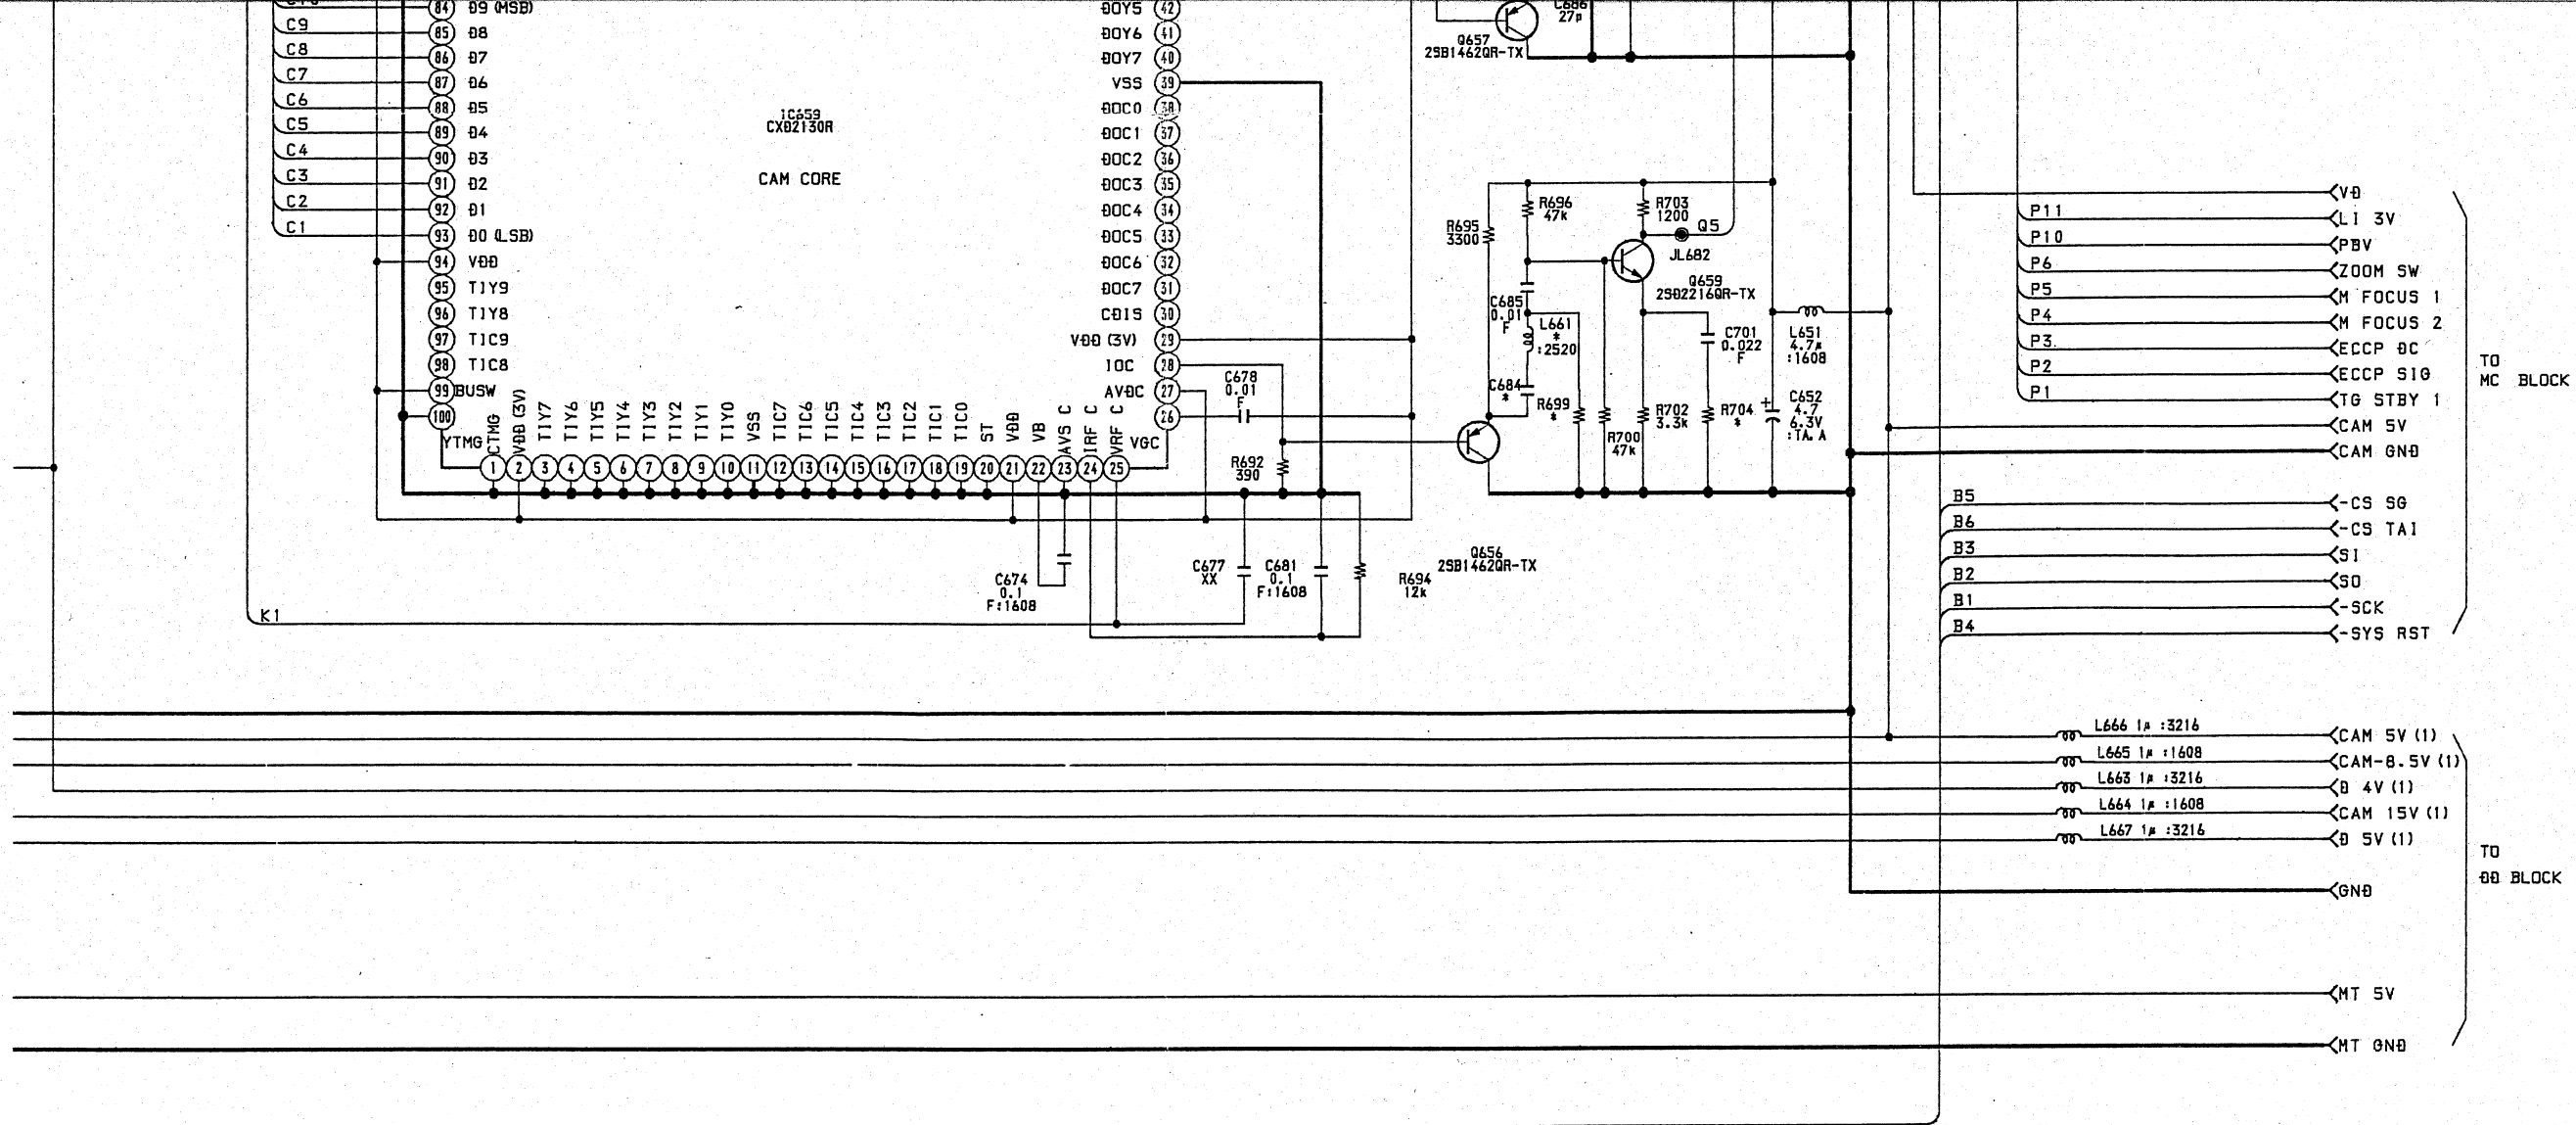 84 D9 (MSB)
C9 85 D8
C8 86 D7
C7 87 D6
C6 88 D5
C5 89 D4
C4 90 D3
C3 91 D2
C2 92 D1
C1 93 D0 (LSB)
94 VDD
95 TIY9
96 TIY8
97 TIC9
98 TIC8
99 BUSW
100
YTMG
IC659
CXD2130R
CAM CORE
DOY5 42
DOY6 41
DOY7 40
VSS 39
DOC0 38
DOC1 37
DOC2 36
DOC3 35
DOC4 34
DOC5 33
DOC6 32
DOC7 31
CDIS 30
VDD (3V) 29
IOC 28
AVDC 27
26
VGC
CTMG
VDD (3V)
TIY7
TIY6
TIY5
TIY4
TIY3
TIY2
TIY1
TIY0
VSS
TIC7
TIC6
TIC5
TIC4
TIC3
TIC2
TIC1
TIC0
ST
VDD
VB
AVS C
IRF C
VRF C
1 2 3 4 5 6 7 8 9 10 11 12 13 14 15 16 17 18 19 20 21 22 23 24 25
C678
0.01
F
R692
390
C674
0.1
F:1608
C677
XX
C681
0.1
F:1608
R694
12k
K1
C686
27p
Q657
2SB1462QR-TX
R695
3300
R696
47k
R703
1200
Q5
JL682
Q659
2SD2216QR-TX
C685
0.01
F
L661
*
:2520
C684
*
R699
*
R700
47k
R702
3.3k
C701
0.022
F
R704
*
L651
4.7μ
:1608
+
C652
4.7
6.3V
:TA.A
Q656
2SB1462QR-TX
VD
P11 LI 3V
P10 PBV
P6 ZOOM SW
P5 M FOCUS 1
P4 M FOCUS 2
P3 ECCP DC
P2 ECCP SIG
P1 TG STBY 1
CAM 5V
CAM GND
B5 -CS SG
B6 -CS TAI
B3 SI
B2 SO
B1 -SCK
B4 -SYS RST
TO
MC BLOCK
L666 1μ :3216 CAM 5V (1)
L665 1μ :1608 CAM-8.5V (1)
L663 1μ :3216 D 4V (1)
L664 1μ :1608 CAM 15V (1)
L667 1μ :3216 D 5V (1)
GND
TO
DD BLOCK
MT 5V
MT GND